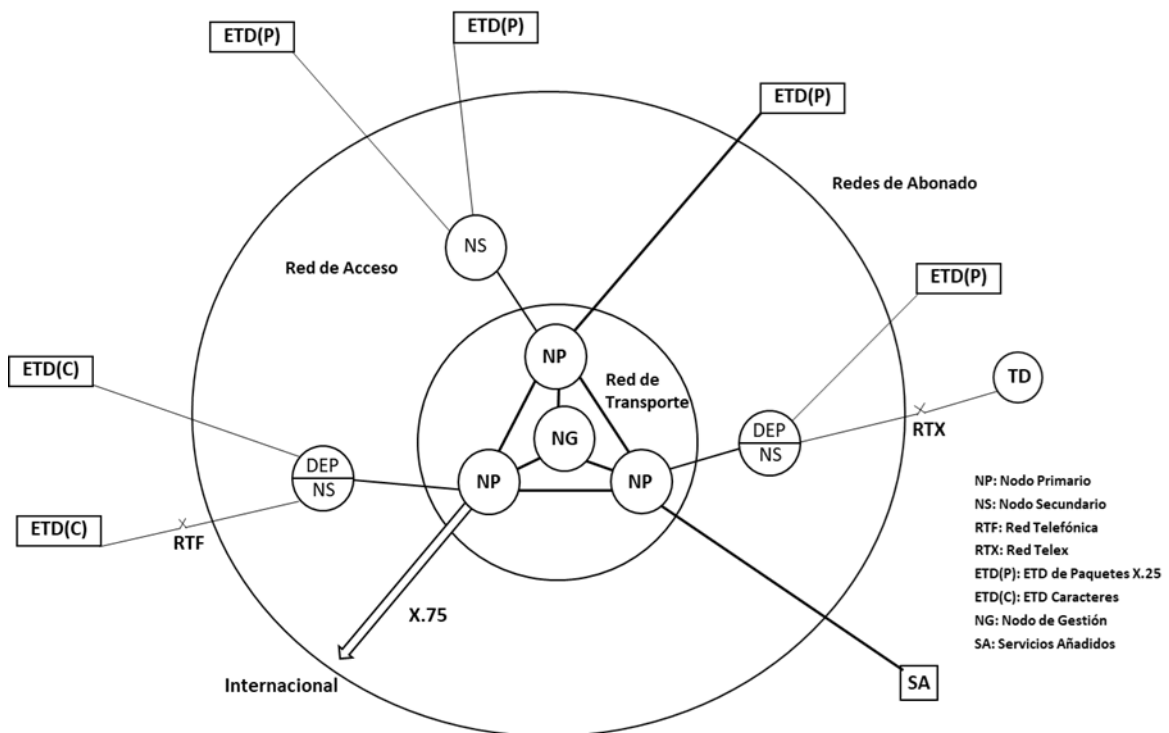 ETD(P)
ETD(P)
ETD(P)
Redes de Abonado
NS
Red de Acceso
ETD(P)
NP
Red de
Transporte
ETD(C)
TD
DEP
NS
RTX
NG
DEP
NS
NP
NP
ETD(C)
RTF
X.75
Internacional
SA
NP: Nodo Primario
NS: Nodo Secundario
RTF: Red Telefónica
RTX: Red Telex
ETD(P): ETD de Paquetes X.25
ETD(C): ETD Caracteres
NG: Nodo de Gestión
SA: Servicios Añadidos